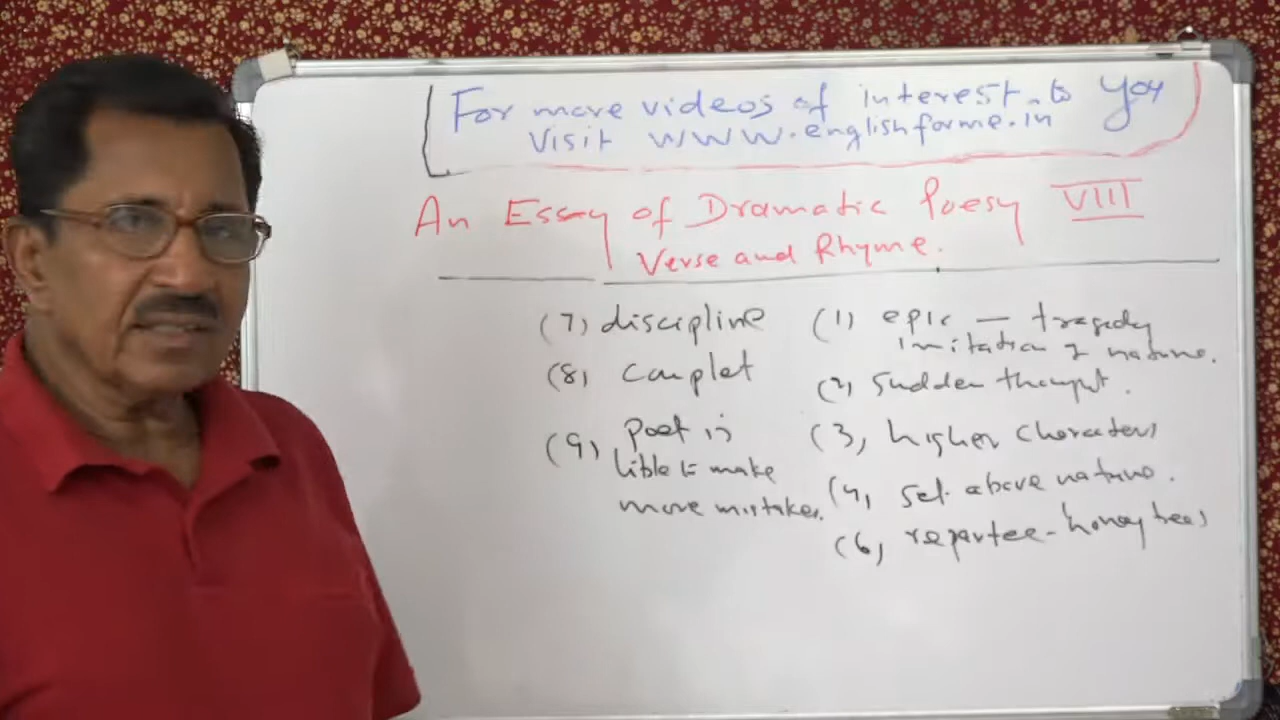 For more videos of interest to you
Visit www.englishforme.in
An Essay of Dramatic Poesy VIII
Verse and Rhyme.
(1) epic — tragedy
imitation of nature.
(2) sudden thought.
(3) higher characters
(4) set above nature.
(6) repartee - honey bees
(7) discipline
(8) couplet
(9) Poet is
lible to make
more mistakes.